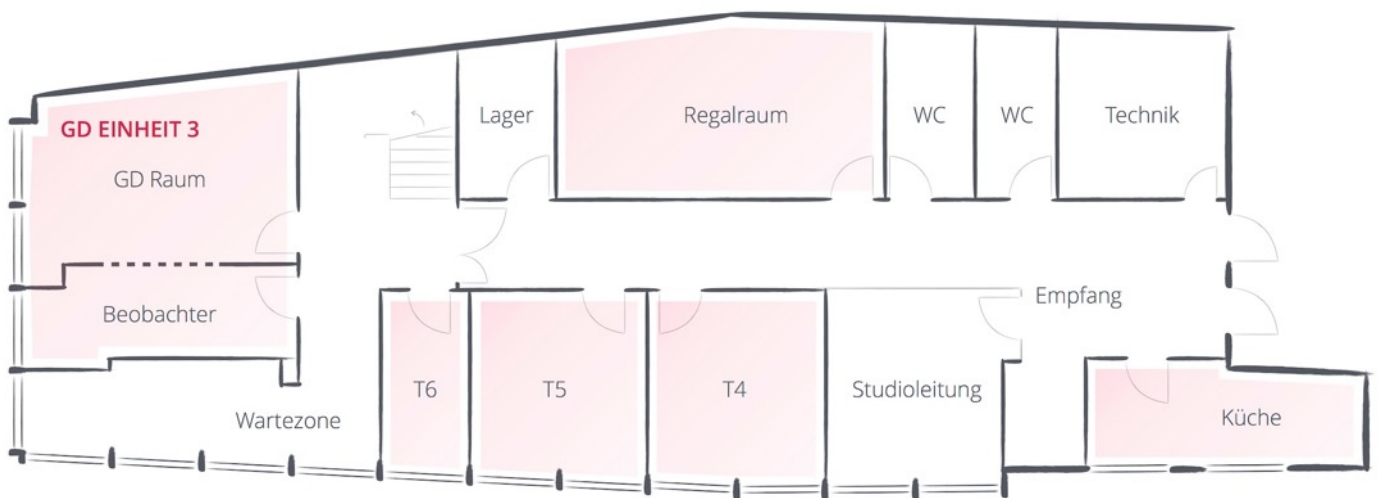 GD EINHEIT 3
GD Raum
Beobachter
Wartezone
Lager
Regalraum
WC
WC
Technik
T6
T5
T4
Studioleitung
Empfang
Küche